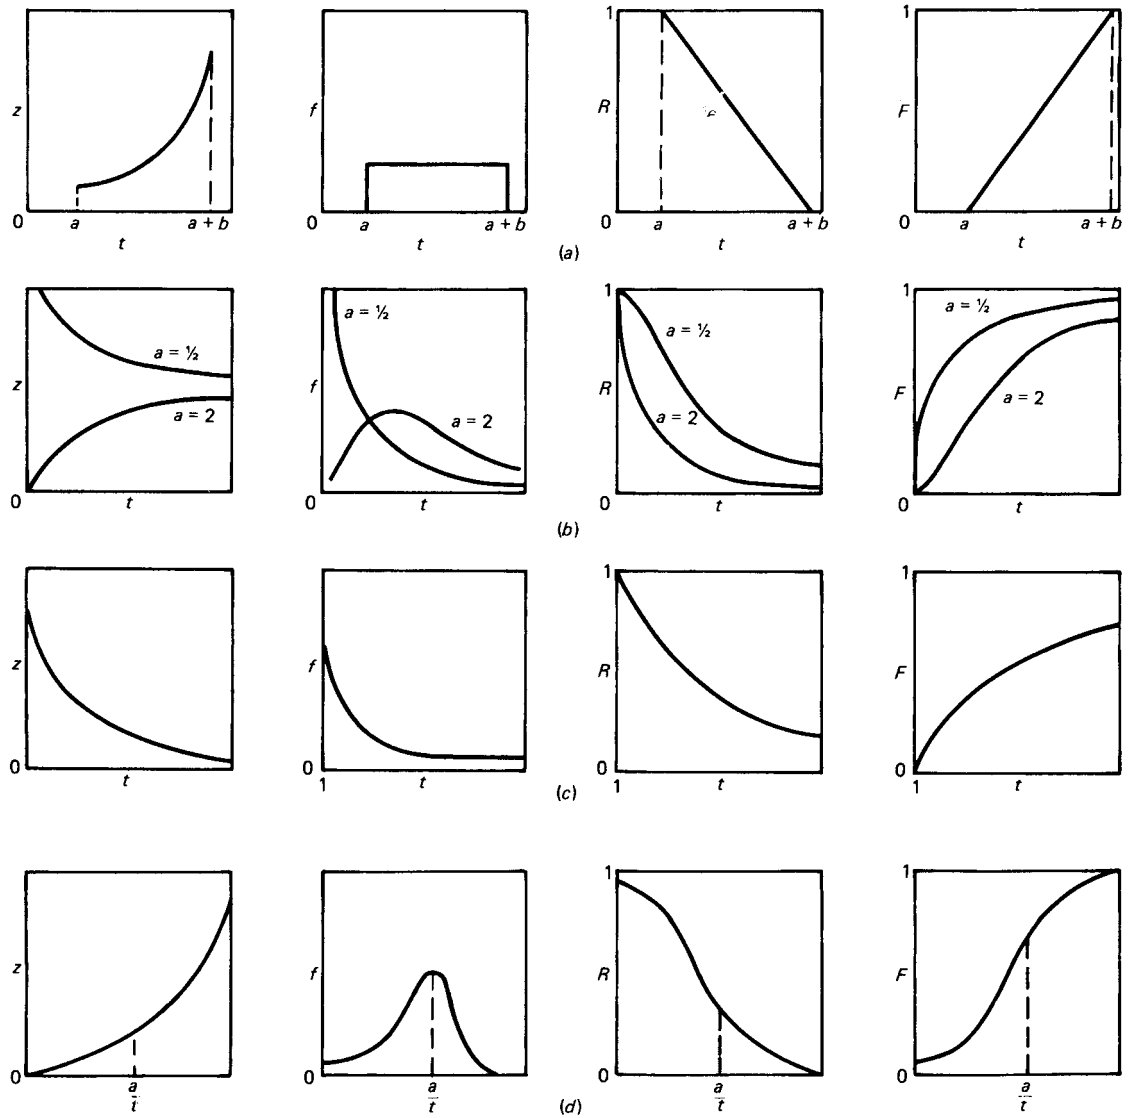 1 1
z f R F
0 a a + b 0 a a + b 0 a a + b 0 a a + b
t t t t
(a)
1 1
a = ½ a = ½ a = ½ a = ½
z a = 2 f a = 2 R a = 2 F a = 2
0 t 0 t 0 t 0 t
(b)
1 1
z f R F
0 t 0 0 0
1 t 1 t 1 t
(c)
1 1
z f R F
0 0 0 0
a a a a
t t t t
(d)